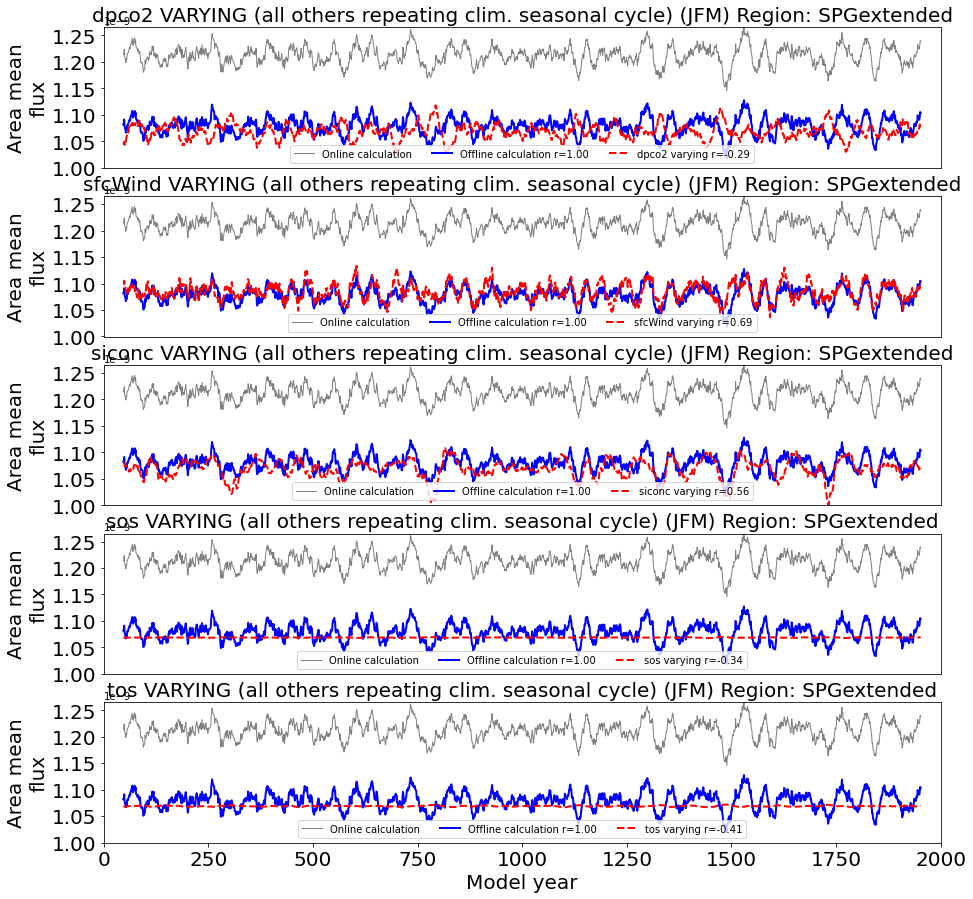 dpco2 VARYING (all others repeating clim. seasonal cycle) (JFM) Region: SPGextended
1e−9
Area mean
flux
1.25
1.20
1.15
1.10
1.05
1.00
Online calculation
Offline calculation r=1.00
dpco2 varying r=-0.29
sfcWind VARYING (all others repeating clim. seasonal cycle) (JFM) Region: SPGextended
1e−9
Area mean
flux
1.25
1.20
1.15
1.10
1.05
1.00
Online calculation
Offline calculation r=1.00
sfcWind varying r=0.69
siconc VARYING (all others repeating clim. seasonal cycle) (JFM) Region: SPGextended
1e−9
Area mean
flux
1.25
1.20
1.15
1.10
1.05
1.00
Online calculation
Offline calculation r=1.00
siconc varying r=0.56
sos VARYING (all others repeating clim. seasonal cycle) (JFM) Region: SPGextended
1e−9
Area mean
flux
1.25
1.20
1.15
1.10
1.05
1.00
Online calculation
Offline calculation r=1.00
sos varying r=-0.34
tos VARYING (all others repeating clim. seasonal cycle) (JFM) Region: SPGextended
1e−9
Area mean
flux
1.25
1.20
1.15
1.10
1.05
1.00
Online calculation
Offline calculation r=1.00
tos varying r=-0.41
0 250 500 750 1000 1250 1500 1750 2000
Model year